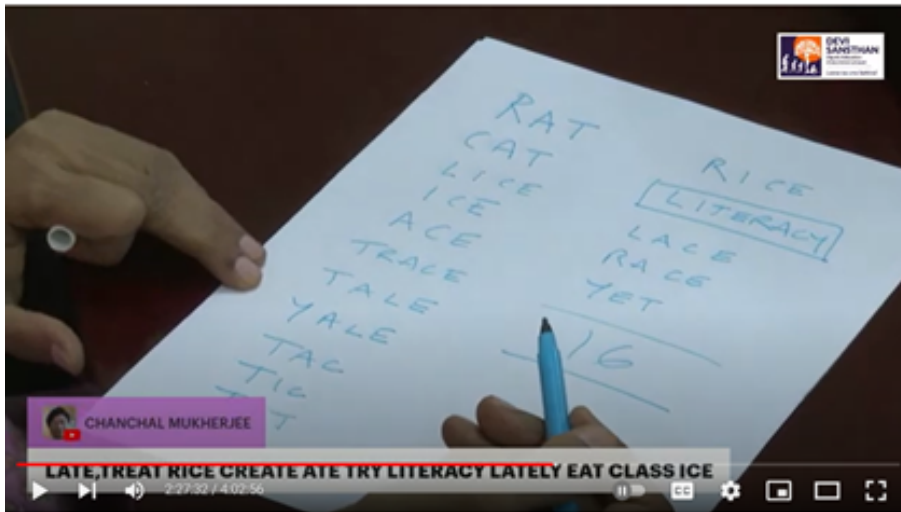 DEVI
SANSTHAN
RAT
CAT
LICE
ICE
ACE
TRACE
TALE
YALE
TAC
TIC
RICE
LITERACY
LACE
RACE
YET
16
CHANCHAL MUKHERJEE
LATE,TREAT RICE CREATE ATE TRY LITERACY LATELY EAT CLASS ICE
2:27:32 / 4:02:56
CC